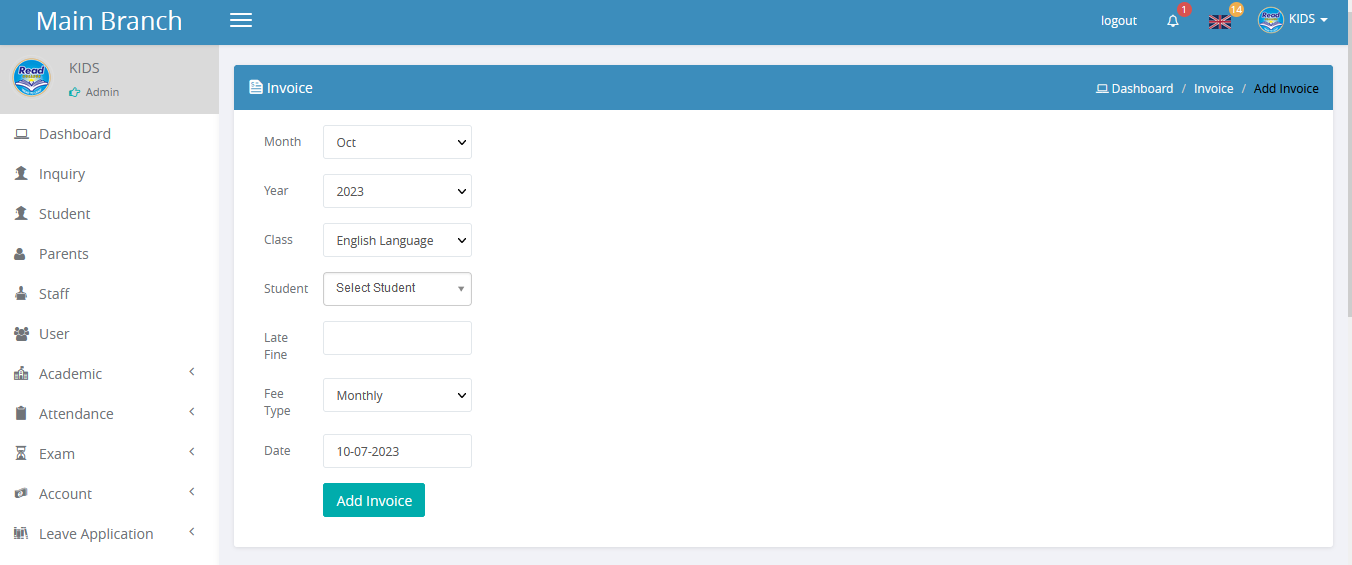 Main Branch
logout
1
14
KIDS
Read
KIDS
Admin
Invoice
Dashboard / Invoice / Add Invoice
Dashboard
Inquiry
Student
Parents
Staff
User
Academic
Attendance
Exam
Account
Leave Application
Month
Oct
Year
2023
Class
English Language
Student
Select Student
Late
Fine
Fee
Type
Monthly
Date
10-07-2023
Add Invoice